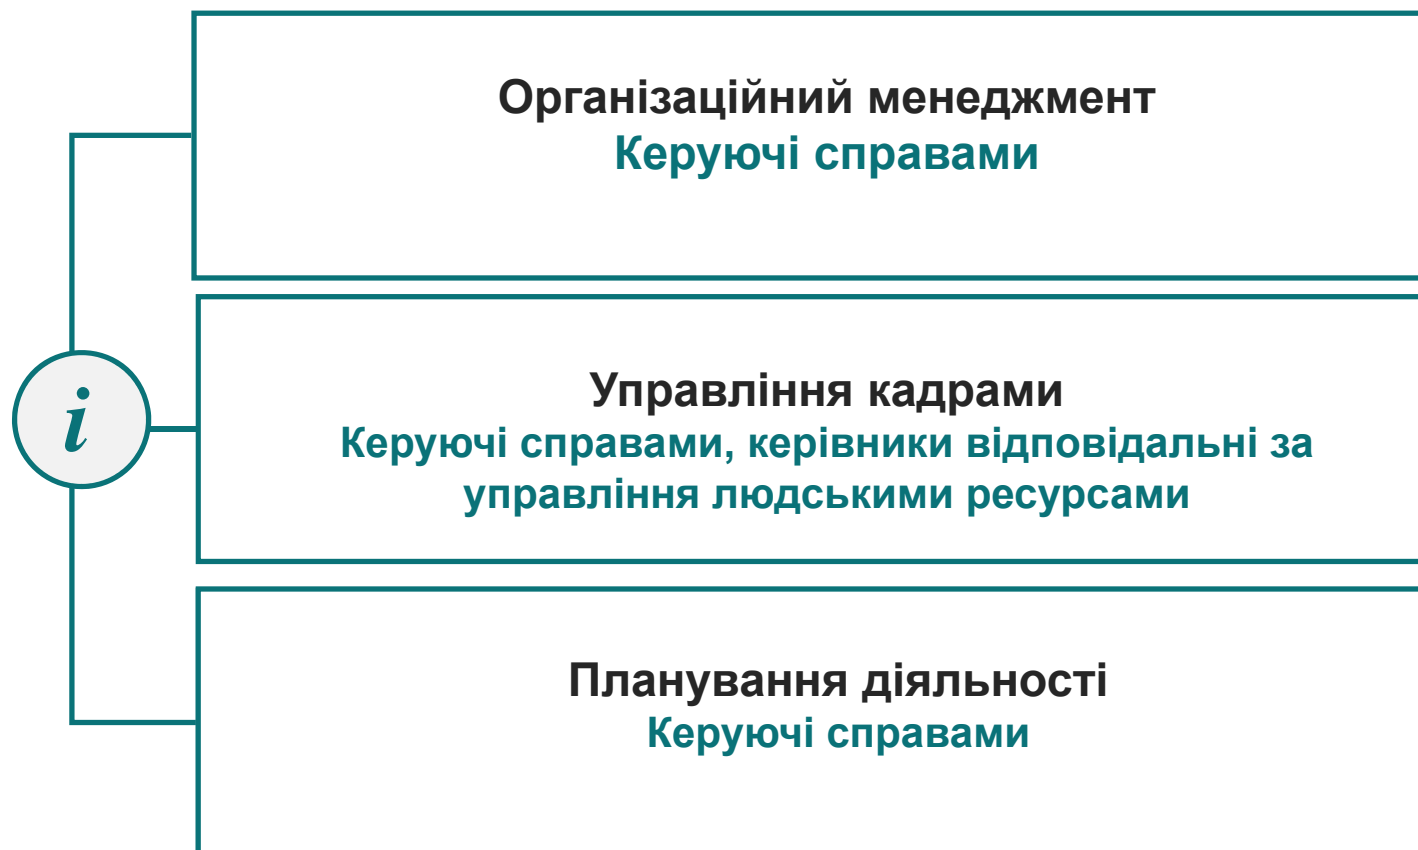 Організаційний менеджмент
Керуючі справами
i
Управління кадрами
Керуючі справами, керівники відповідальні за
управління людськими ресурсами
Планування діяльності
Керуючі справами